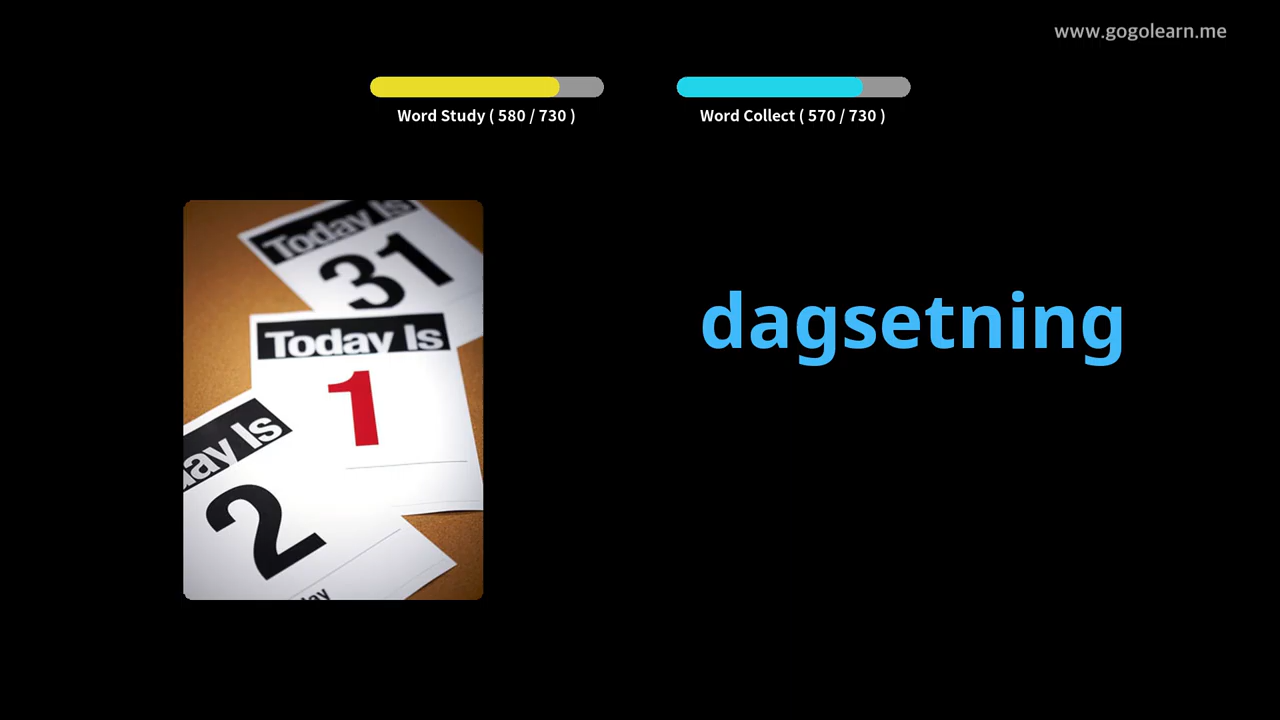 www.gogolearn.me
Word Study ( 580 / 730 )
Word Collect ( 570 / 730 )
Today Is
31
Today Is
1
ay Is
2
day
dagsetning